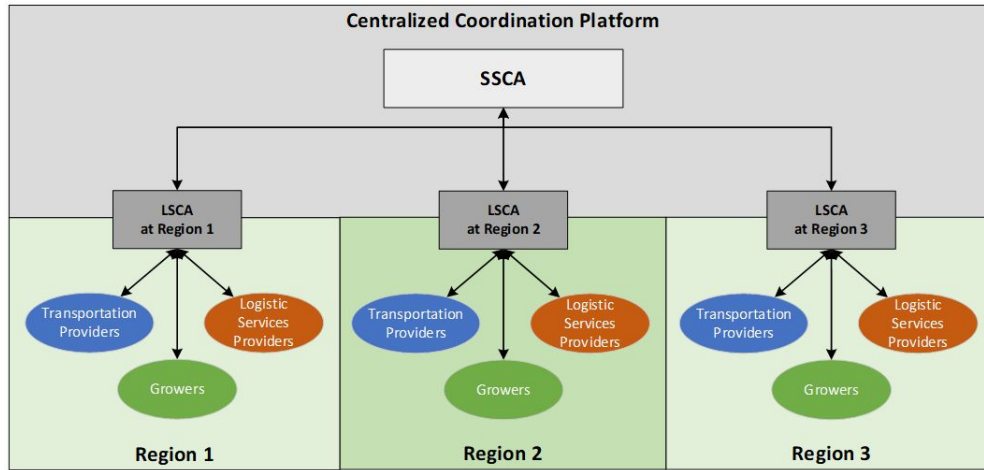 Centralized Coordination Platform
SSCA
LSCA
at Region 1
LSCA
at Region 2
LSCA
at Region 3
Transportation
Providers
Logistic
Services
Providers
Growers
Region 1
Transportation
Providers
Logistic
Services
Providers
Growers
Region 2
Transportation
Providers
Logistic
Services
Providers
Growers
Region 3